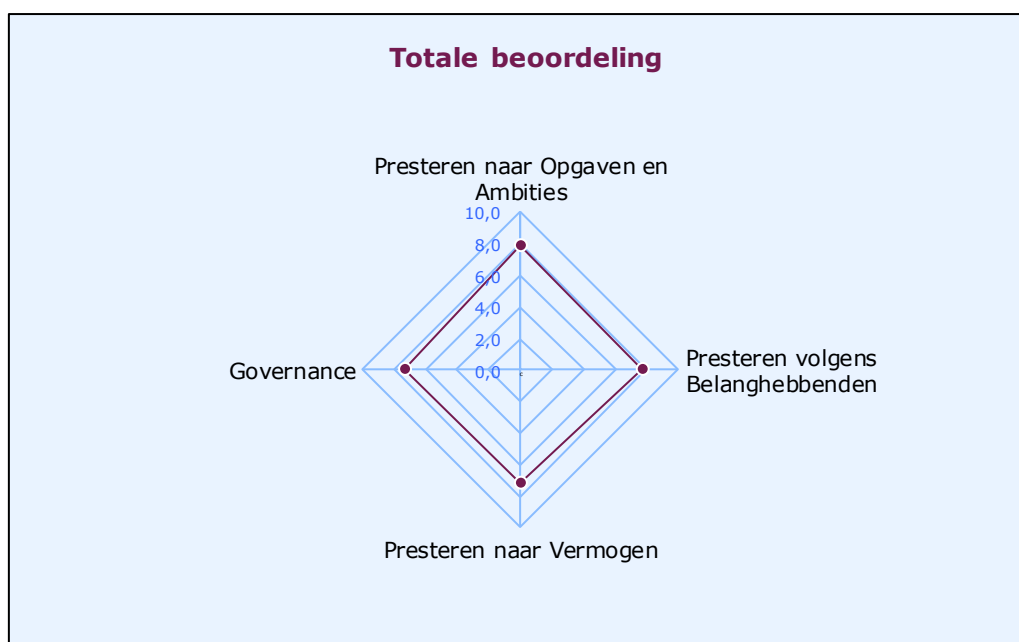 Totale beoordeling
Presteren naar Opgaven en
Ambities
10,0
8,0
6,0
4,0
2,0
0,0
Governance
Presteren volgens
Belanghebbenden
Presteren naar Vermogen